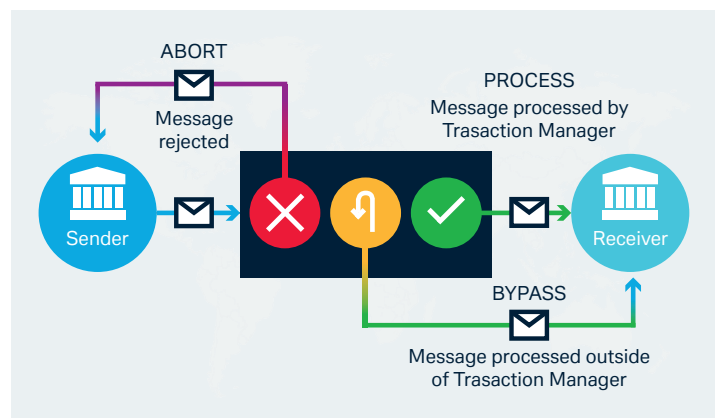 ABORT
Message
rejected
PROCESS
Message processed by
Trasaction Manager
Sender
Receiver
BYPASS
Message processed outside
of Trasaction Manager